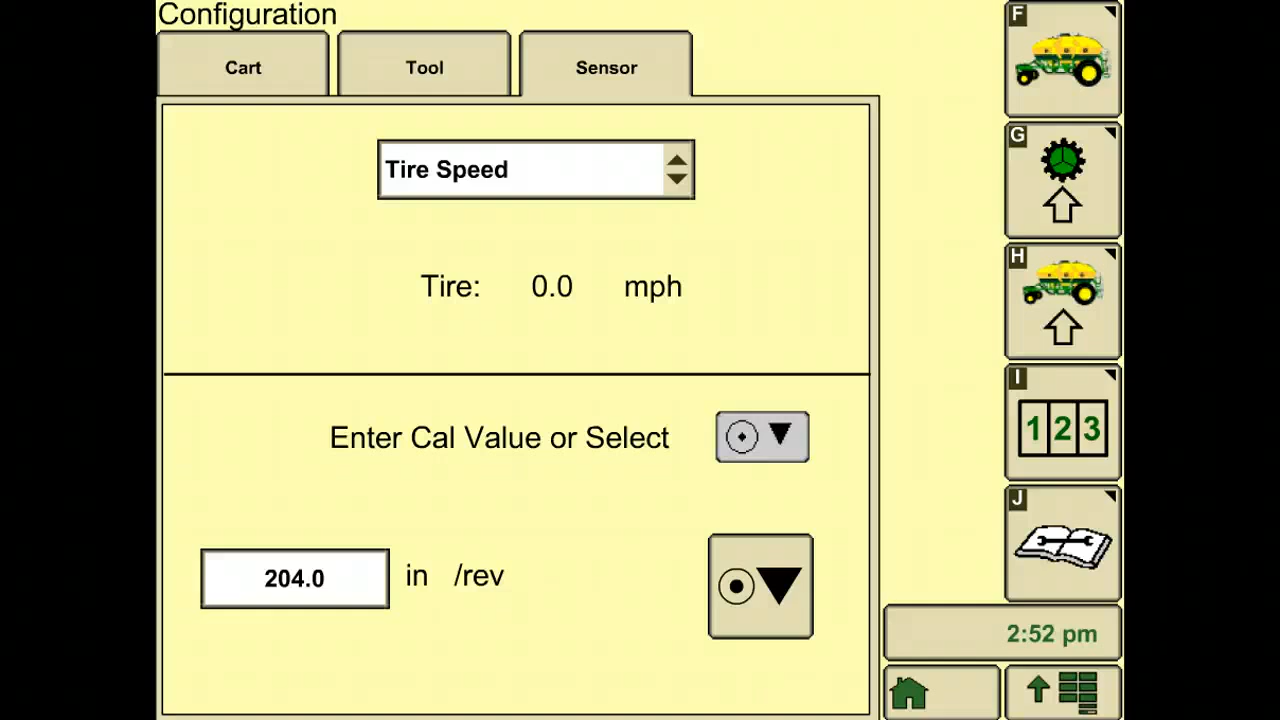 Configuration
Cart Tool Sensor
Tire Speed
Tire: 0.0 mph
Enter Cal Value or Select
204.0 in /rev
F
G
H
I
1 2 3
J
2:52 pm